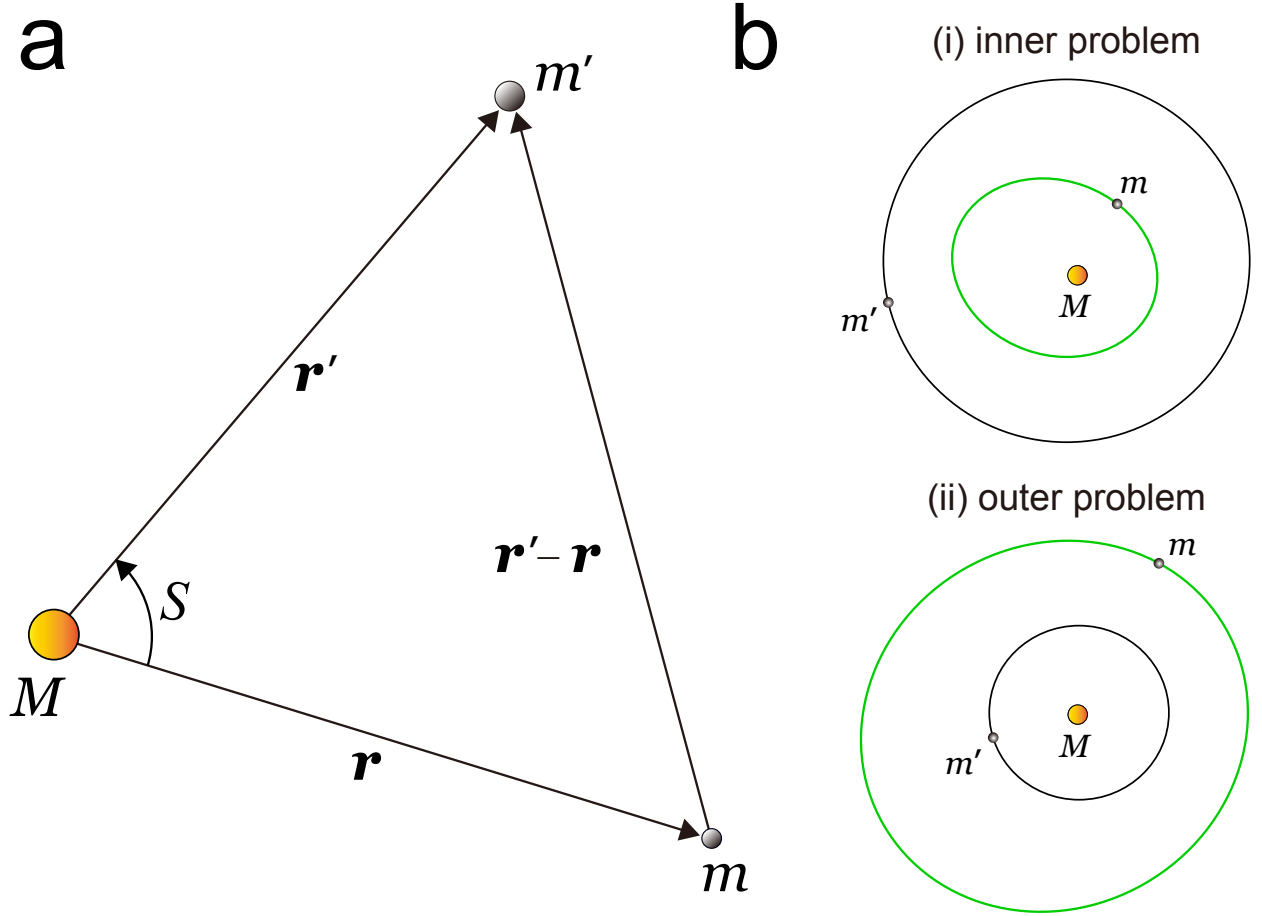 a
m′
r′
r′– r
S
M
r
m
b
(i) inner problem
m
M
m′
(ii) outer problem
m
M
m′